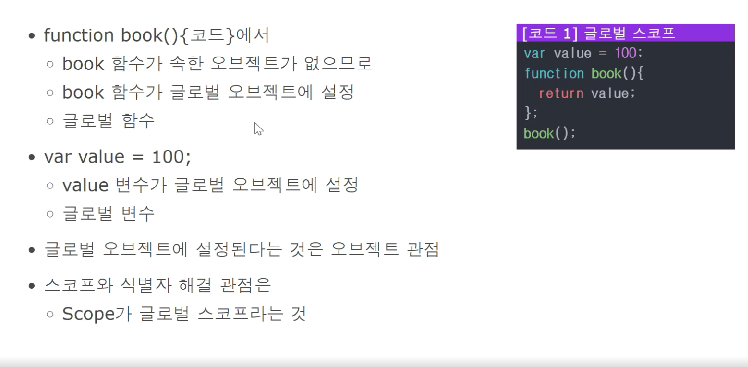 • function book(){코드}에서
○ book 함수가 속한 오브젝트가 없으므로
○ book 함수가 글로벌 오브젝트에 설정
○ 글로벌 함수
• var value = 100;
○ value 변수가 글로벌 오브젝트에 설정
○ 글로벌 변수
• 글로벌 오브젝트에 설정된다는 것은 오브젝트 관점
• 스코프와 식별자 해결 관점은
○ Scope가 글로벌 스코프라는 것
[코드 1] 글로벌 스코프
var value = 100;
function book(){
return value;
};
book();